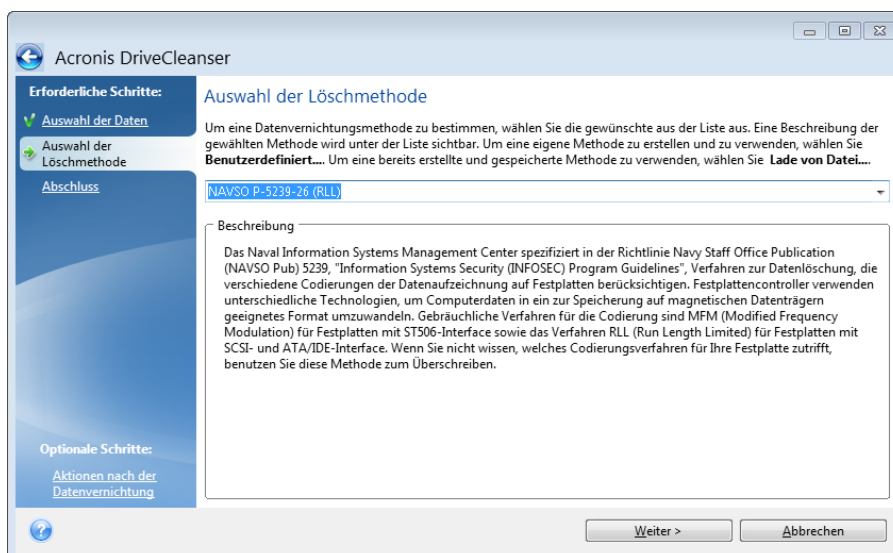 Acronis DriveCleanser
Erforderliche Schritte:
Auswahl der Daten
Auswahl der
Löschmethode
Abschluss
Optionale Schritte:
Aktionen nach der
Datenvernichtung
Auswahl der Löschmethode
Um eine Datenvernichtungsmethode zu bestimmen, wählen Sie die gewünschte aus der Liste aus. Eine Beschreibung der
gewählten Methode wird unter der Liste sichtbar. Um eine eigene Methode zu erstellen und zu verwenden, wählen Sie
Benutzerdefiniert.... Um eine bereits erstellte und gespeicherte Methode zu verwenden, wählen Sie Lade von Datei....
NAVSO P-5239-26 (RLL)
Beschreibung
Das Naval Information Systems Management Center spezifiziert in der Richtlinie Navy Staff Office Publication
(NAVSO Pub) 5239, "Information Systems Security (INFOSEC) Program Guidelines", Verfahren zur Datenlöschung, die
verschiedene Codierungen der Datenaufzeichnung auf Festplatten berücksichtigen. Festplattencontroller verwenden
unterschiedliche Technologien, um Computerdaten in ein zur Speicherung auf magnetischen Datenträgern
geeignetes Format umzuwandeln. Gebräuchliche Verfahren für die Codierung sind MFM (Modified Frequency
Modulation) für Festplatten mit ST506-Interface sowie das Verfahren RLL (Run Length Limited) für Festplatten mit
SCSI- und ATA/IDE-Interface. Wenn Sie nicht wissen, welches Codierungsverfahren für Ihre Festplatte zutrifft,
benutzen Sie diese Methode zum Überschreiben.
Weiter >
Abbrechen